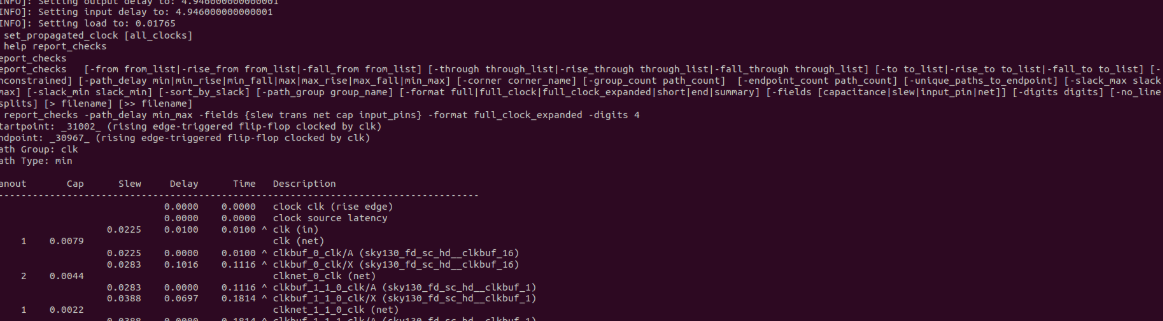 INFO]: Setting output delay to: 4.946000000000001
INFO]: Setting input delay to: 4.946000000000001
INFO]: Setting load to: 0.01765
set_propagated_clock [all_clocks]
help report_checks
eport_checks
eport_checks [-from from_list|-rise_from from_list|-fall_from from_list] [-through through_list|-rise_through through_list|-fall_through through_list] [-to to_list|-rise_to to_list|-fall_to to_list] [-
nconstrained] [-path_delay min|min_rise|min_fall|max|max_rise|max_fall|min_max] [-corner corner_name] [-group_count path_count] [-endpoint_count path_count] [-unique_paths_to_endpoint] [-slack_max slack
max] [-slack_min slack_min] [-sort_by_slack] [-path_group group_name] [-format full|full_clock|full_clock_expanded|short|end|summary] [-fields [capacitance|slew|input_pin|net]] [-digits digits] [-no_line
splits] [> filename] [>> filename]
report_checks -path_delay min_max -fields {slew trans net cap input_pins} -format full_clock_expanded -digits 4
tartpoint: _31002_ (rising edge-triggered flip-flop clocked by clk)
ndpoint: _30967_ (rising edge-triggered flip-flop clocked by clk)
ath Group: clk
ath Type: min
anout Cap Slew Delay Time Description
-----------------------------------------------------------------------------
0.0000 0.0000 clock clk (rise edge)
0.0000 0.0000 clock source latency
0.0225 0.0100 0.0100 ^ clk (in)
1 0.0079 clk (net)
0.0225 0.0000 0.0100 ^ clkbuf_0_clk/A (sky130_fd_sc_hd__clkbuf_16)
0.0283 0.1016 0.1116 ^ clkbuf_0_clk/X (sky130_fd_sc_hd__clkbuf_16)
2 0.0044 clknet_0_clk (net)
0.0283 0.0000 0.1116 ^ clkbuf_1_1_0_clk/A (sky130_fd_sc_hd__clkbuf_1)
0.0388 0.0697 0.1814 ^ clkbuf_1_1_0_clk/X (sky130_fd_sc_hd__clkbuf_1)
1 0.0022 clknet_1_1_0_clk (net)
0.0388 0.0000 0.1814 ^ clkbuf_1_1_1_clk/A (sky130_fd_sc_hd__clkbuf_1)